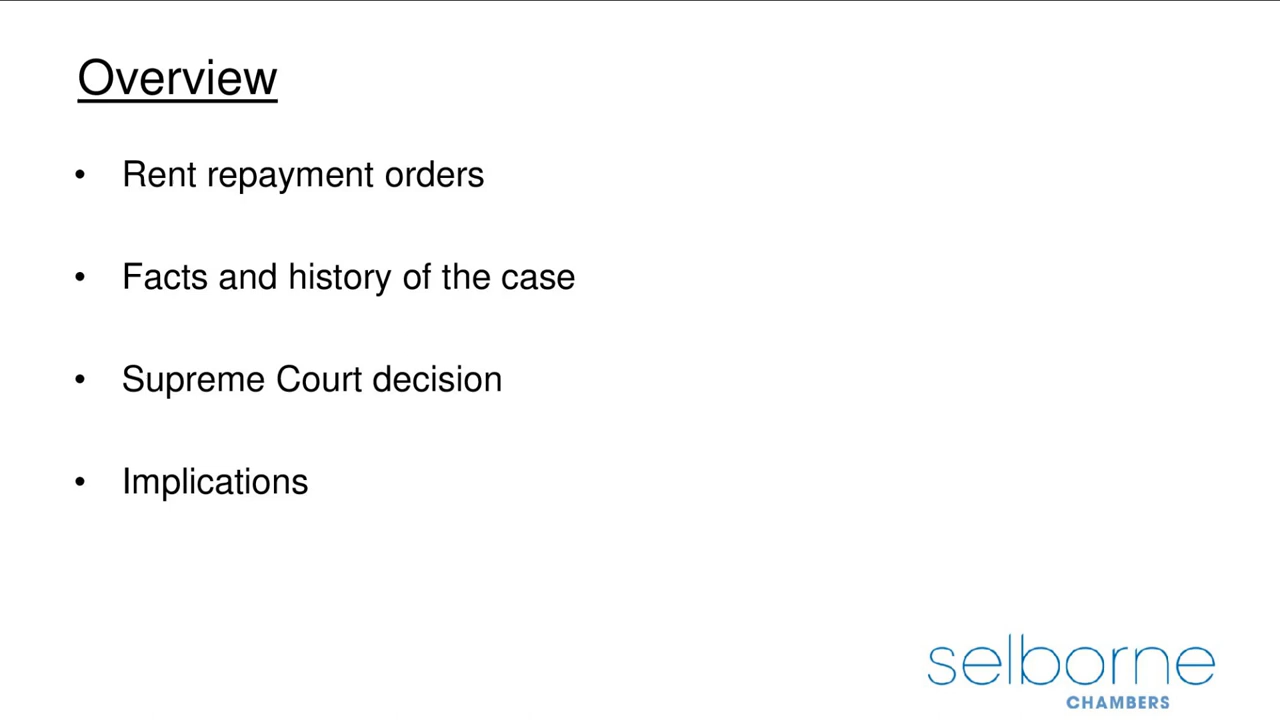 Overview
• Rent repayment orders
• Facts and history of the case
• Supreme Court decision
• Implications
selborne
CHAMBERS